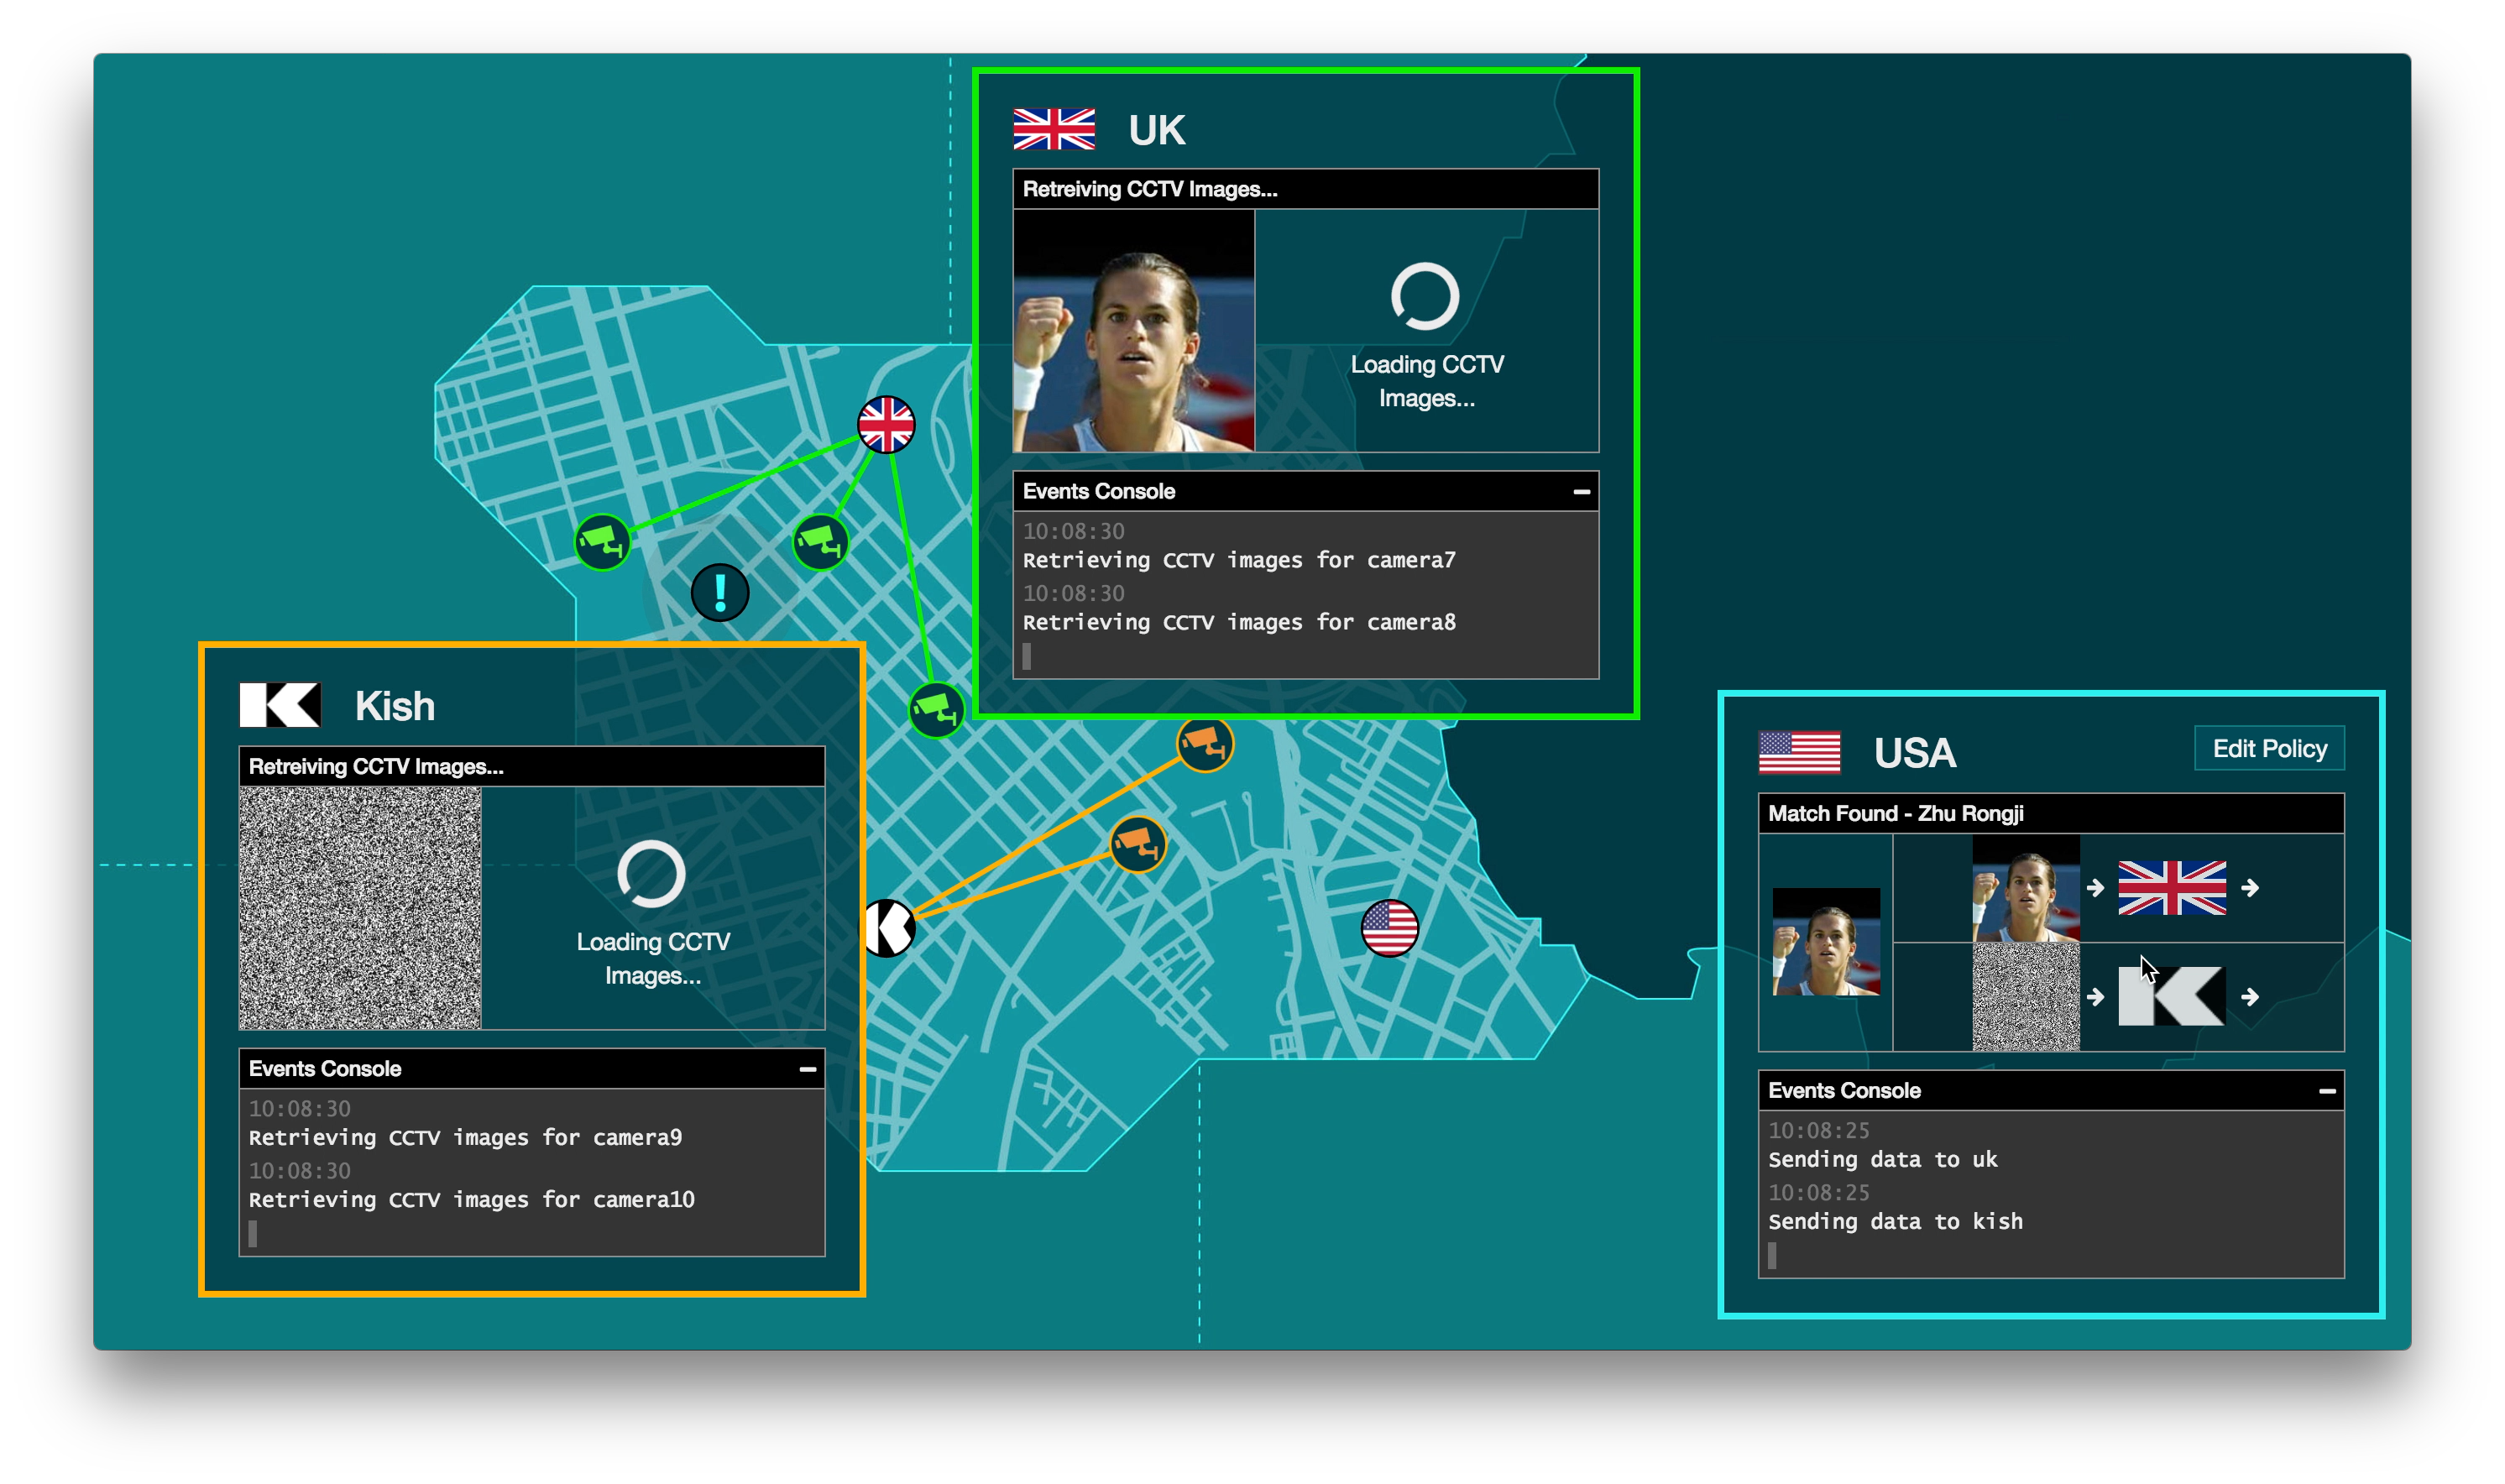 UK
Retreiving CCTV Images...
Loading CCTV
Images...
Events Console
10:08:30
Retrieving CCTV images for camera7
10:08:30
Retrieving CCTV images for camera8
Kish
Retreiving CCTV Images...
Loading CCTV
Images...
Events Console
10:08:30
Retrieving CCTV images for camera9
10:08:30
Retrieving CCTV images for camera10
USA
Edit Policy
Match Found - Zhu Rongji
Events Console
10:08:25
Sending data to uk
10:08:25
Sending data to kish